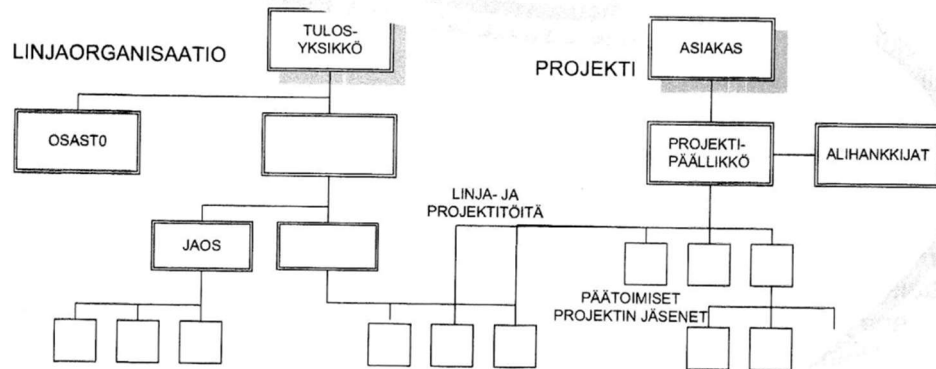 LINJAORGANISAATIO
TULOS-
YKSIKKÖ
OSAST0
JAOS
PROJEKTI
ASIAKAS
PROJEKTI-
PÄÄLLIKKÖ
ALIHANKKIJAT
LINJA- JA
PROJEKTITÖITÄ
PÄÄTOIMISET
PROJEKTIN JÄSENET